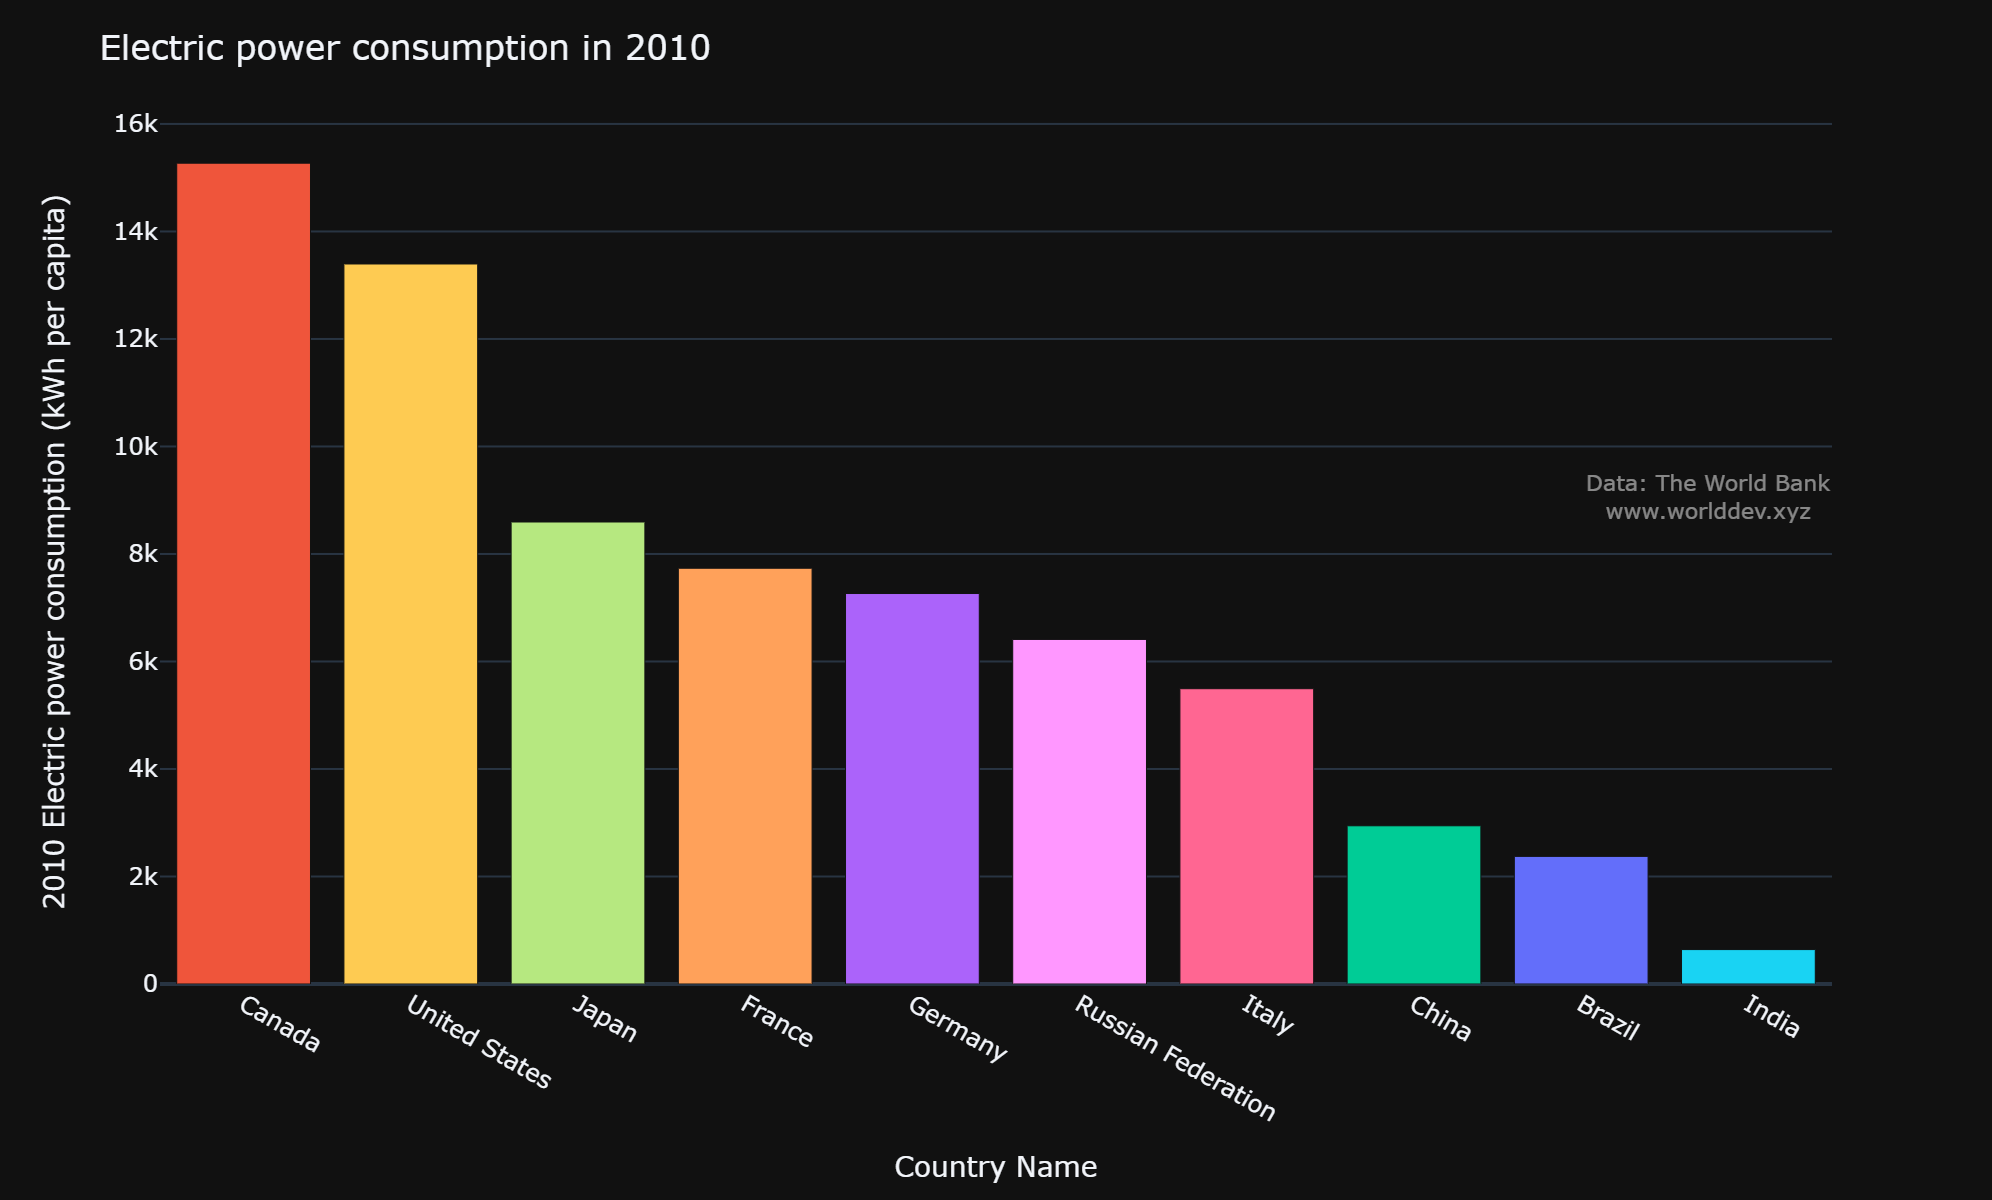 Electric power consumption in 2010
2010 Electric power consumption (kWh per capita)
16k
14k
12k
10k
8k
6k
4k
2k
0
Data: The World Bank
www.worlddev.xyz
Canada
United States
Japan
France
Germany
Russian Federation
Italy
China
Brazil
India
Country Name